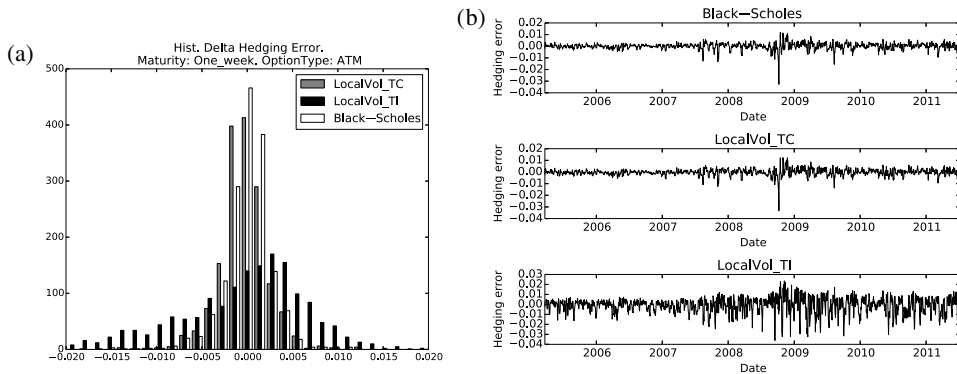 (a)
Hist. Delta Hedging Error.
Maturity: One_week. OptionType: ATM
500
400
300
200
100
0
−0.020 −0.015 −0.010 −0.005 0.000 0.005 0.010 0.015 0.020
LocalVol_TC
LocalVol_TI
Black—Scholes
(b)
Black—Scholes
Hedging error
0.02
0.01
0.00
−0.01
−0.02
−0.03
−0.04
2006 2007 2008 2009 2010 2011
Date
LocalVol_TC
Hedging error
0.02
0.01
0.00
−0.01
−0.02
−0.03
−0.04
2006 2007 2008 2009 2010 2011
Date
LocalVol_TI
Hedging error
0.03
0.02
0.01
0.00
−0.01
−0.02
−0.03
−0.04
2006 2007 2008 2009 2010 2011
Date